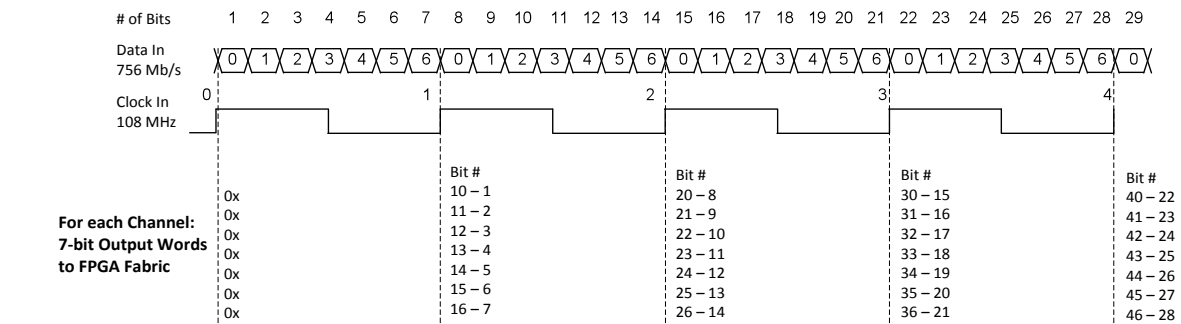 # of Bits 1 2 3 4 5 6 7 8 9 10 11 12 13 14 15 16 17 18 19 20 21 22 23 24 25 26 27 28 29
Data In
756 Mb/s
0 1 2 3 4 5 6 0 1 2 3 4 5 6 0 1 2 3 4 5 6 0 1 2 3 4 5 6 0
Clock In
108 MHz
0 1 2 3 4
For each Channel:
7-bit Output Words
to FPGA Fabric
0x
0x
0x
0x
0x
0x
0x
Bit #
10 – 1
11 – 2
12 – 3
13 – 4
14 – 5
15 – 6
16 – 7
Bit #
20 – 8
21 – 9
22 – 10
23 – 11
24 – 12
25 – 13
26 – 14
Bit #
30 – 15
31 – 16
32 – 17
33 – 18
34 – 19
35 – 20
36 – 21
Bit #
40 – 22
41 – 23
42 – 24
43 – 25
44 – 26
45 – 27
46 – 28